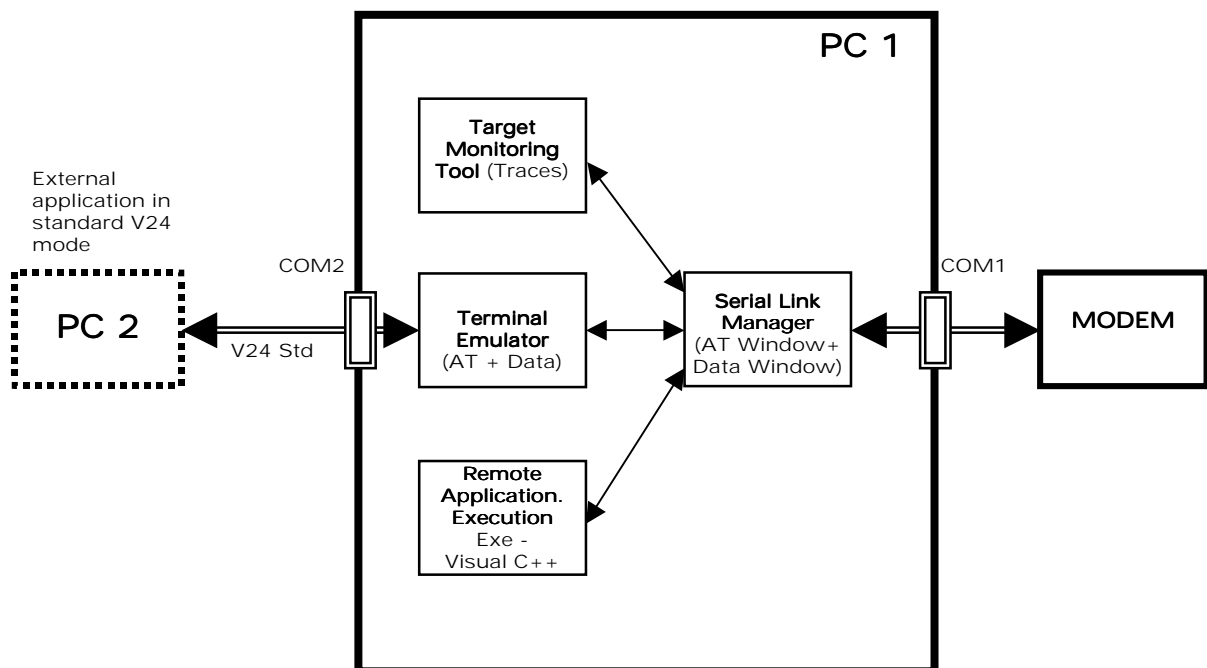 PC 1
Target
Monitoring
Tool (Traces)
External
application in
standard V24
mode
COM2
COM1
PC 2
V24 Std
Terminal
Emulator
(AT + Data)
Serial Link
Manager
(AT Window+
Data Window)
MODEM
Remote
Application.
Execution
Exe -
Visual C++